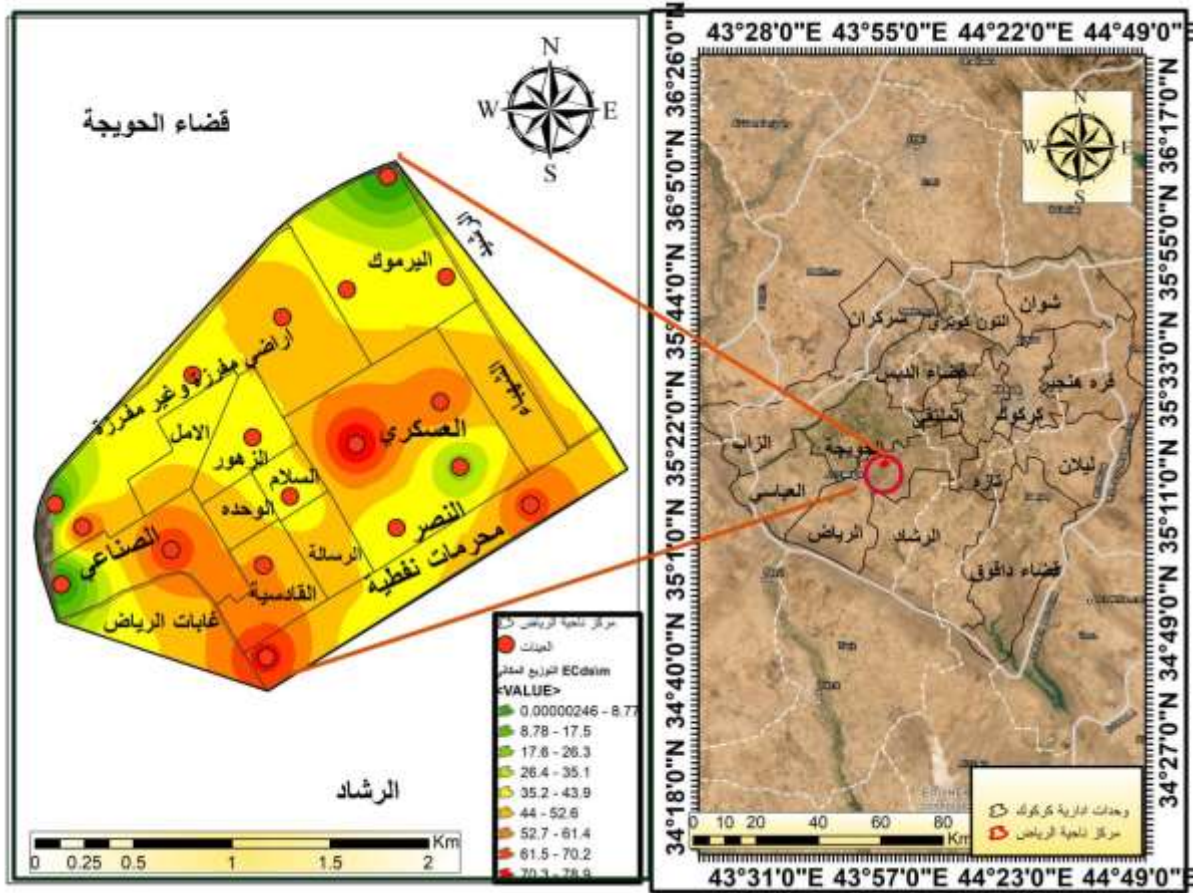 قضاء الحويجة
N
W E
S
اليرموك
اراضي مفرزة وغير مفرزة
الامل
الزهور
العسكري
الشهداء
السلام
الوحده
النصر
محرمات نفطية
الرسالة
الصناعي
القادسية
غابات الرياض
الرشاد
مركز ناحية الرياض
العينات
التوزيع المكاني ECdsim
<VALUE>
0.00000246 - 8.77
8.78 - 17.5
17.6 - 26.3
26.4 - 35.1
35.2 - 43.9
44 - 52.6
52.7 - 61.4
61.5 - 70.2
70.3 - 78.9
Km
0 0.25 0.5 1 1.5 2
43°28'0"E 43°55'0"E 44°22'0"E 44°49'0"E
36°26'0"N
36°5'0"N
35°44'0"N
35°22'0"N
35°1'0"N
34°40'0"N
34°18'0"N
N
W E
S
شوان
التون كوبري
سركران
قضاء الدبس
قره هنجير
كركوك
الملتقى
الزاب
الحويجة
ليلان
العباسي
تازه
الرياض
الرشاد
قضاء داقوق
36°17'0"N
35°55'0"N
35°33'0"N
35°11'0"N
34°49'0"N
34°27'0"N
وحدات ادارية كركوك
مركز ناحية الرياض
0 10 20 40 60 80
Km
43°31'0"E 43°57'0"E 44°23'0"E 44°49'0"E